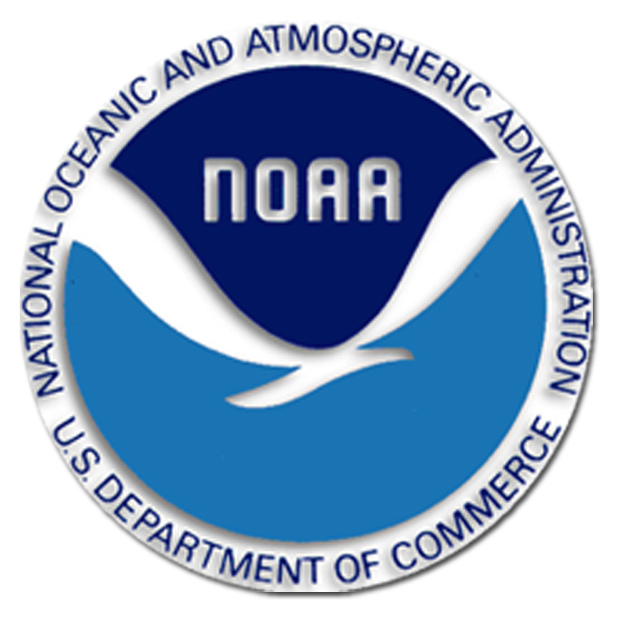 NATIONAL OCEANIC AND ATMOSPHERIC ADMINISTRATION
NOAA
U.S. DEPARTMENT OF COMMERCE